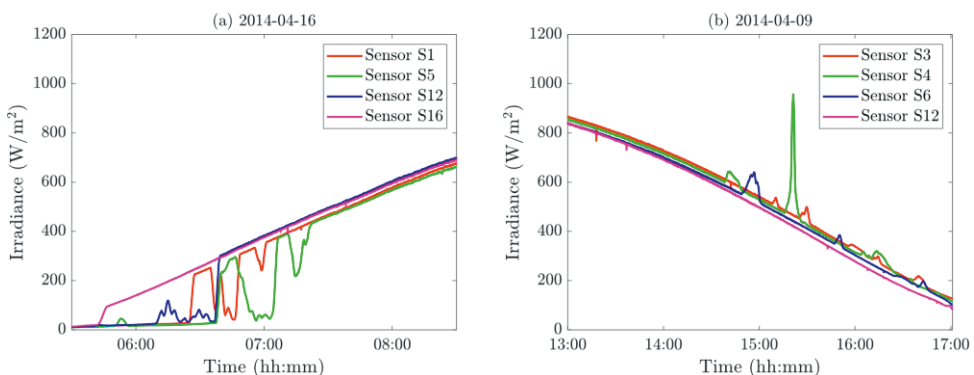 (a) 2014-04-16
1200
1000
800
600
400
200
0
Irradiance (W/m²)
Sensor S1
Sensor S5
Sensor S12
Sensor S16
06:00 07:00 08:00
Time (hh:mm)
(b) 2014-04-09
1200
1000
800
600
400
200
0
Irradiance (W/m²)
Sensor S3
Sensor S4
Sensor S6
Sensor S12
13:00 14:00 15:00 16:00 17:00
Time (hh:mm)